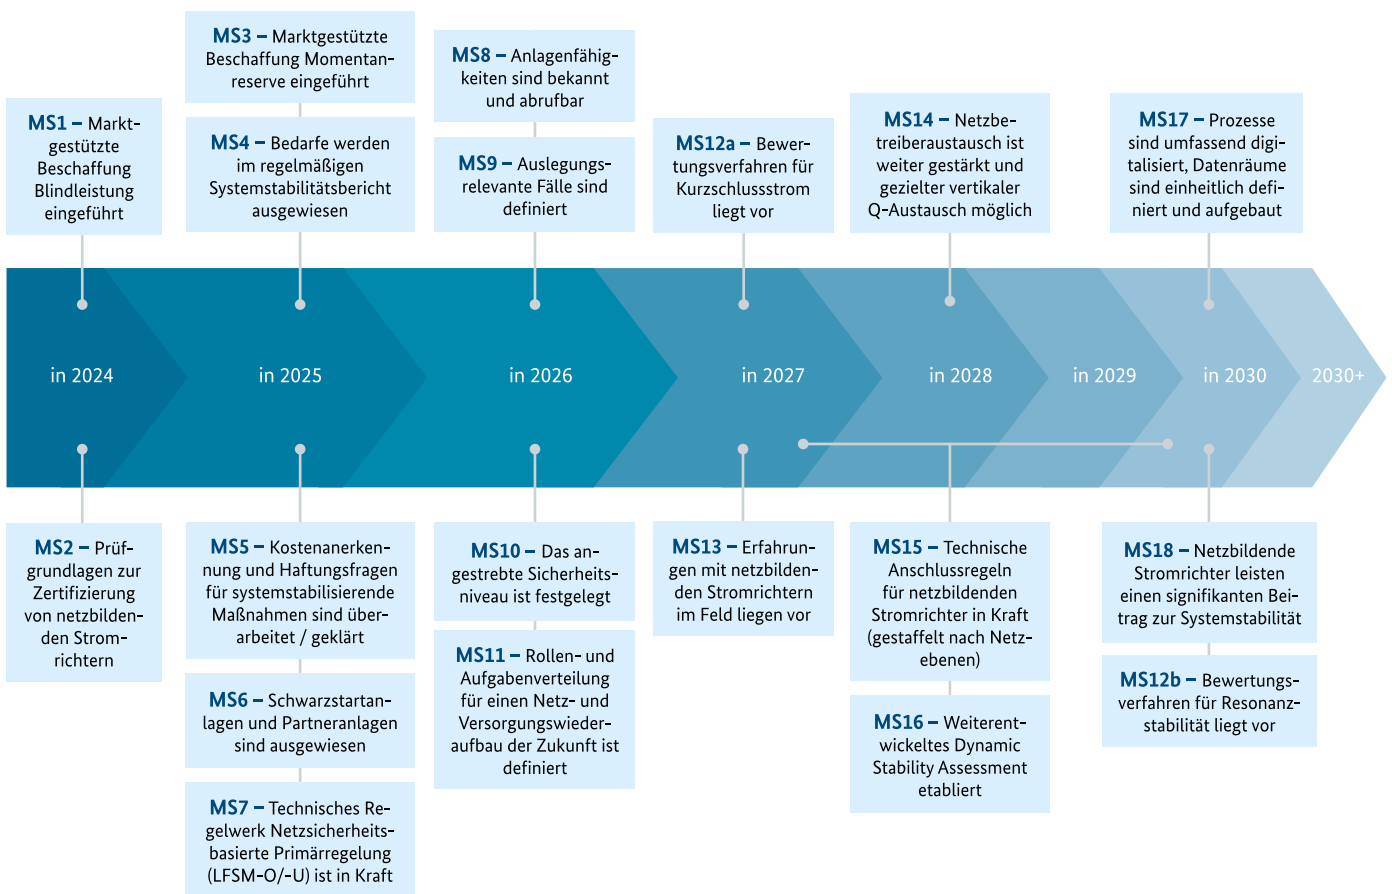 MS1 – Markt-
gestützte
Beschaffung
Blindleistung
eingeführt
MS3 – Marktgestützte
Beschaffung Momentan-
reserve eingeführt
MS4 – Bedarfe werden
im regelmäßigen
Systemstabilitätsbericht
ausgewiesen
MS8 – Anlagenfähig-
keiten sind bekannt
und abrufbar
MS9 – Auslegungs-
relevante Fälle sind
definiert
MS12a – Bewer-
tungsverfahren für
Kurzschlussstrom
liegt vor
MS14 – Netzbe-
treiberaustausch ist
weiter gestärkt und
gezielter vertikaler
Q-Austausch möglich
MS17 – Prozesse
sind umfassend digi-
talisiert, Datenräume
sind einheitlich defi-
niert und aufgebaut
in 2024
in 2025
in 2026
in 2027
in 2028
in 2029
in 2030
2030+
MS2 – Prüf-
grundlagen zur
Zertifizierung
von netzbilden-
den Strom-
richtern
MS5 – Kostenanerken-
nung und Haftungsfragen
für systemstabilisierende
Maßnahmen sind über-
arbeitet / geklärt
MS6 – Schwarzstartan-
lagen und Partneranlagen
sind ausgewiesen
MS7 – Technisches Re-
gelwerk Netzsicherheits-
basierte Primärregelung
(LFSM-O/-U) ist in Kraft
MS10 – Das an-
gestrebte Sicherheits-
niveau ist festgelegt
MS11 – Rollen- und
Aufgabenverteilung
für einen Netz- und
Versorgungswieder-
aufbau der Zukunft ist
definiert
MS13 – Erfahrun-
gen mit netzbilden-
den Stromrichtern
im Feld liegen vor
MS15 – Technische
Anschlussregeln
für netzbildenden
Stromrichter in Kraft
(gestaffelt nach Netz-
ebenen)
MS16 – Weiterent-
wickeltes Dynamic
Stability Assessment
etabliert
MS18 – Netzbildende
Stromrichter leisten
einen signifikanten Bei-
trag zur Systemstabilität
MS12b – Bewertungs-
verfahren für Resonanz-
stabilität liegt vor